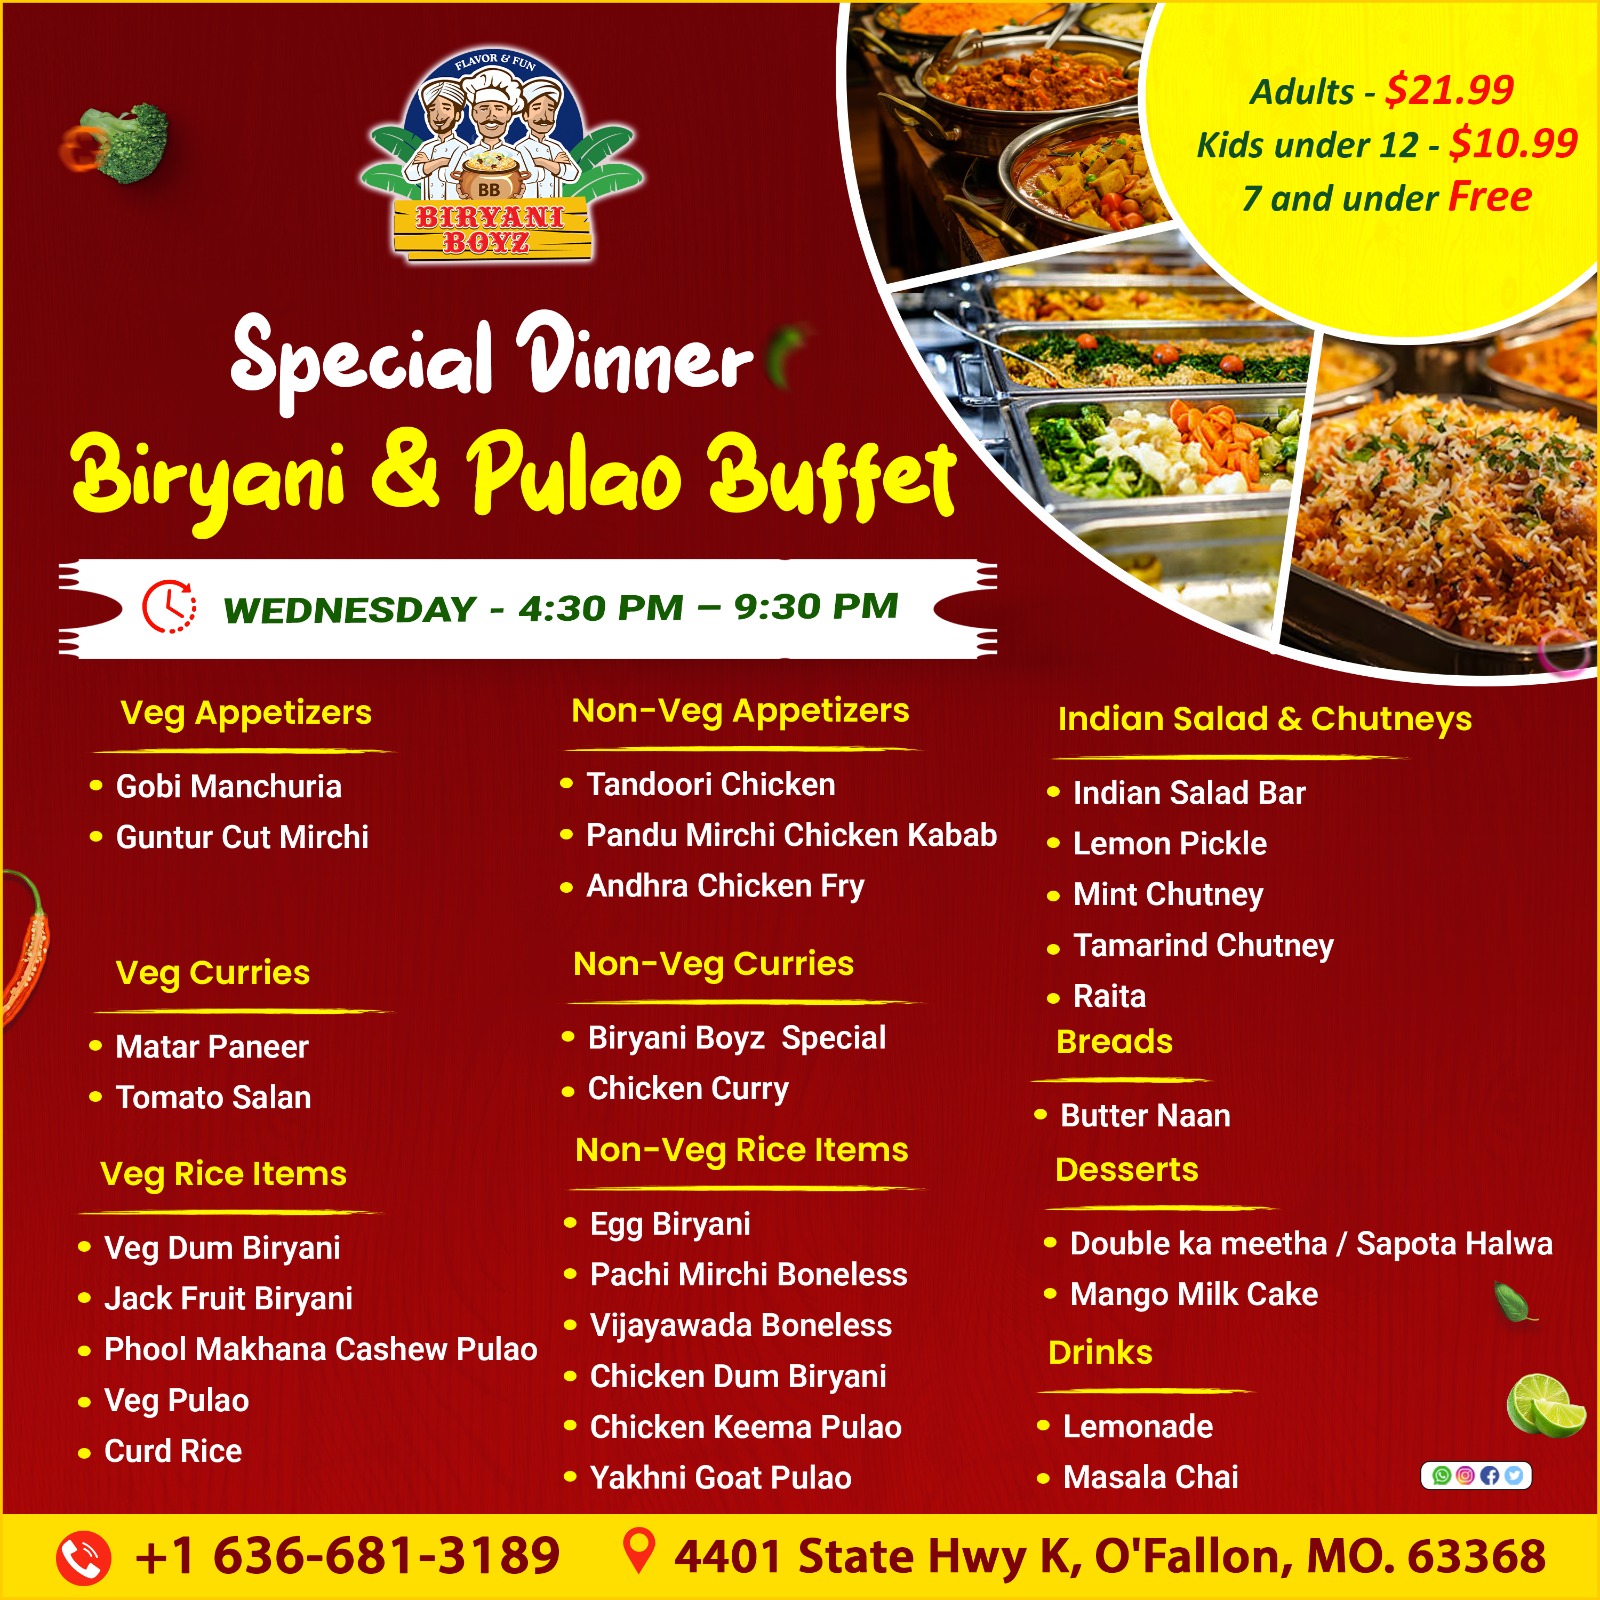 FLAVOR & FUN
BB
BIRYANI
BOYZ
Adults - $21.99
Kids under 12 - $10.99
7 and under Free
Special Dinner
Biryani & Pulao Buffet
WEDNESDAY - 4:30 PM – 9:30 PM
Veg Appetizers
Gobi Manchuria
Guntur Cut Mirchi
Veg Curries
Matar Paneer
Tomato Salan
Veg Rice Items
Veg Dum Biryani
Jack Fruit Biryani
Phool Makhana Cashew Pulao
Veg Pulao
Curd Rice
Non-Veg Appetizers
Tandoori Chicken
Pandu Mirchi Chicken Kabab
Andhra Chicken Fry
Non-Veg Curries
Biryani Boyz Special
Chicken Curry
Non-Veg Rice Items
Egg Biryani
Pachi Mirchi Boneless
Vijayawada Boneless
Chicken Dum Biryani
Chicken Keema Pulao
Yakhni Goat Pulao
Indian Salad & Chutneys
Indian Salad Bar
Lemon Pickle
Mint Chutney
Tamarind Chutney
Raita
Breads
Butter Naan
Desserts
Double ka meetha / Sapota Halwa
Mango Milk Cake
Drinks
Lemonade
Masala Chai
+1 636-681-3189
4401 State Hwy K, O'Fallon, MO. 63368